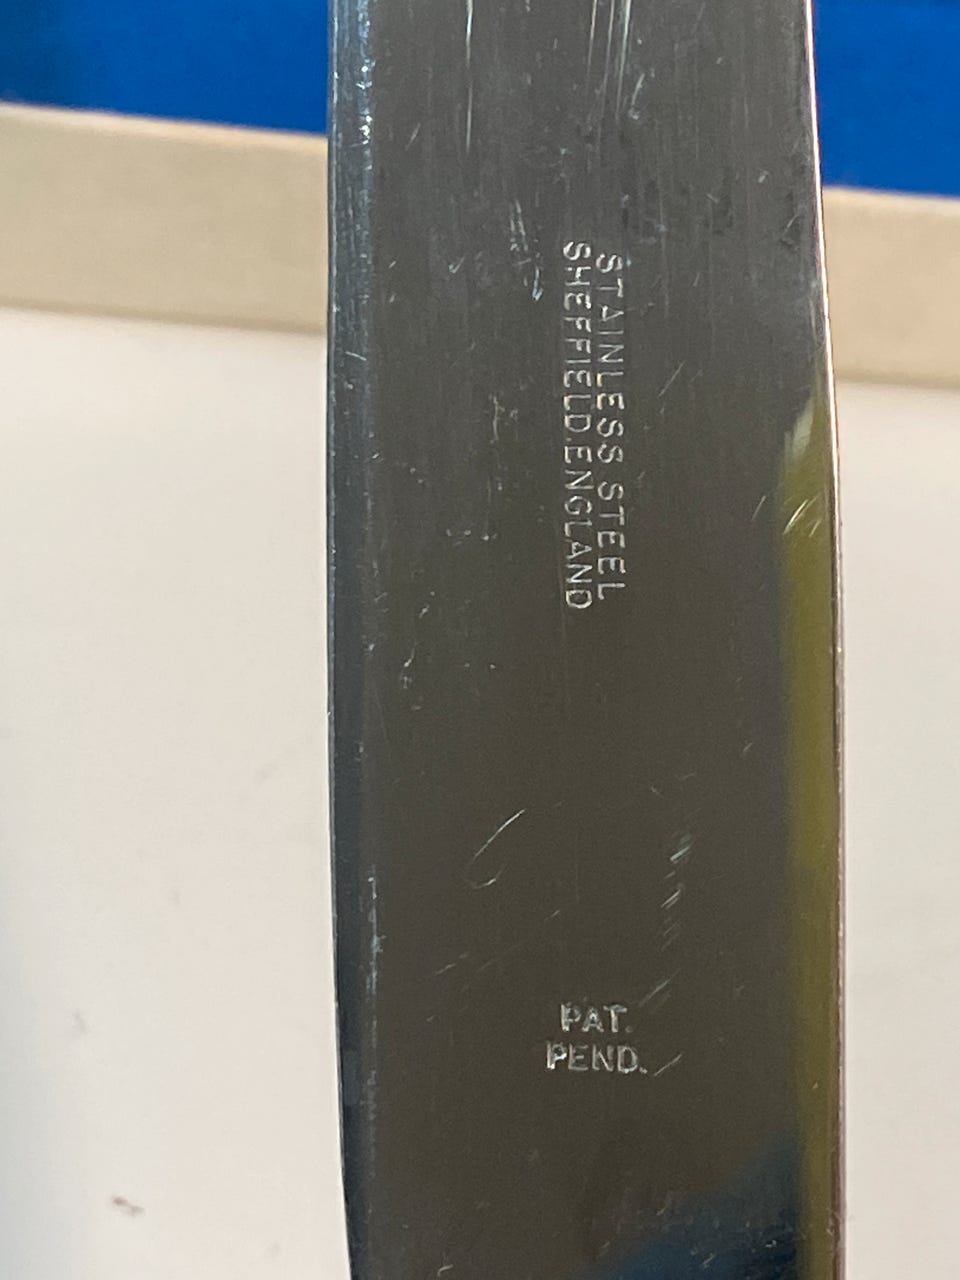 STAINLESS STEEL
SHEFFIELD.ENGLAND
PAT.
PEND.